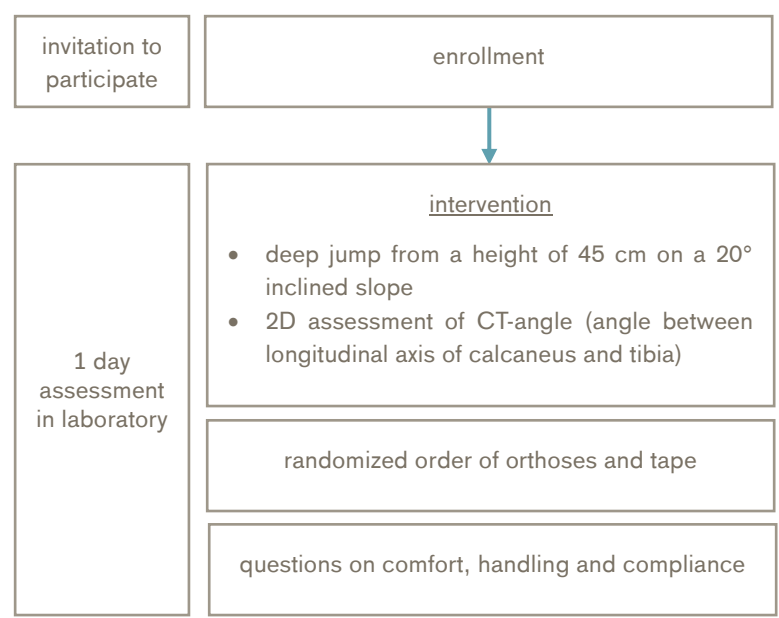 invitation to
participate
enrollment
intervention
• deep jump from a height of 45 cm on a 20°
inclined slope
• 2D assessment of CT-angle (angle between
longitudinal axis of calcaneus and tibia)
1 day
assessment
in laboratory
randomized order of orthoses and tape
questions on comfort, handling and compliance